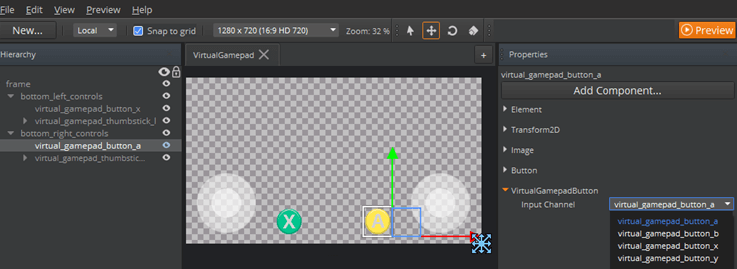 File Edit View Preview Help
New... Local Snap to grid 1280 x 720 (16:9 HD 720) Zoom: 32 % Preview
Hierarchy
frame
bottom_left_controls
virtual_gamepad_button_x
virtual_gamepad_thumbstick_l
bottom_right_controls
virtual_gamepad_button_a
virtual_gamepad_thumbstic...
VirtualGamepad
+
X
A
Properties
virtual_gamepad_button_a
Add Component...
Element
Transform2D
Image
Button
VirtualGamepadButton
Input Channel virtual_gamepad_button_a
virtual_gamepad_button_a
virtual_gamepad_button_b
virtual_gamepad_button_x
virtual_gamepad_button_y